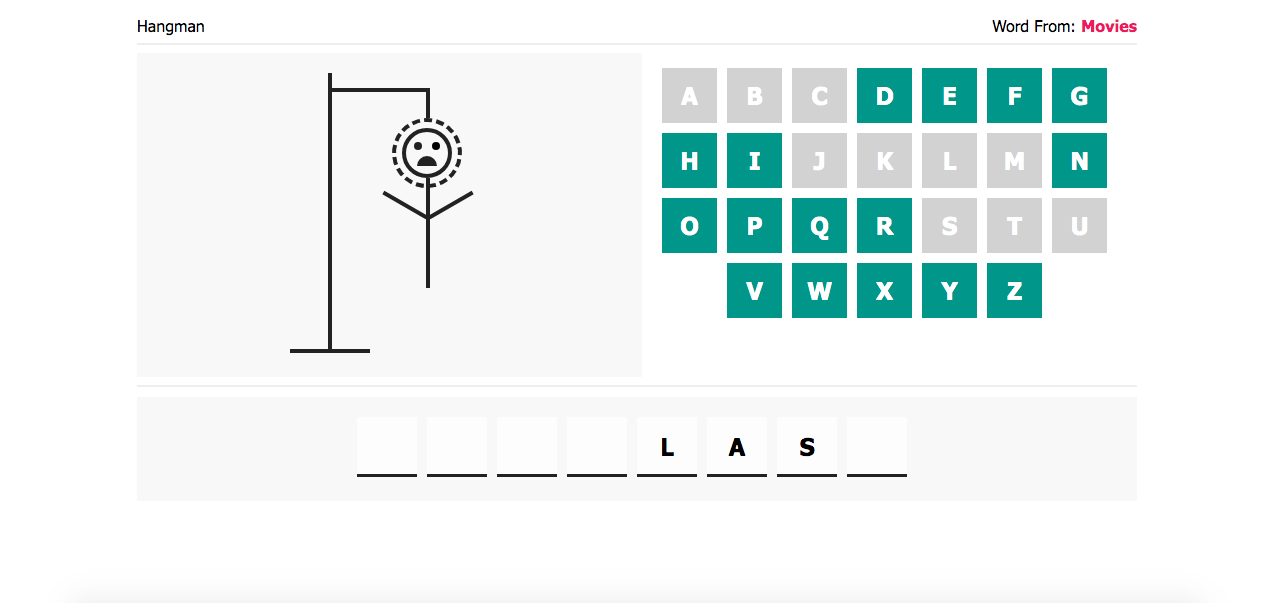 Hangman
Word From: Movies
A B C D E F G
H I J K L M N
O P Q R S T U
V W X Y Z
L A S